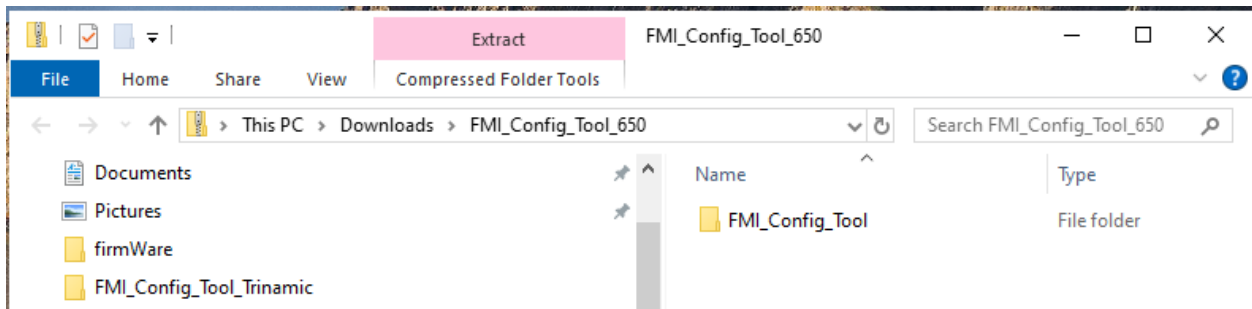 Extract FMI_Config_Tool_650
File Home Share View Compressed Folder Tools
This PC > Downloads > FMI_Config_Tool_650 Search FMI_Config_Tool_650
Documents Name Type
Pictures
FMI_Config_Tool File folder
firmWare
FMI_Config_Tool_Trinamic